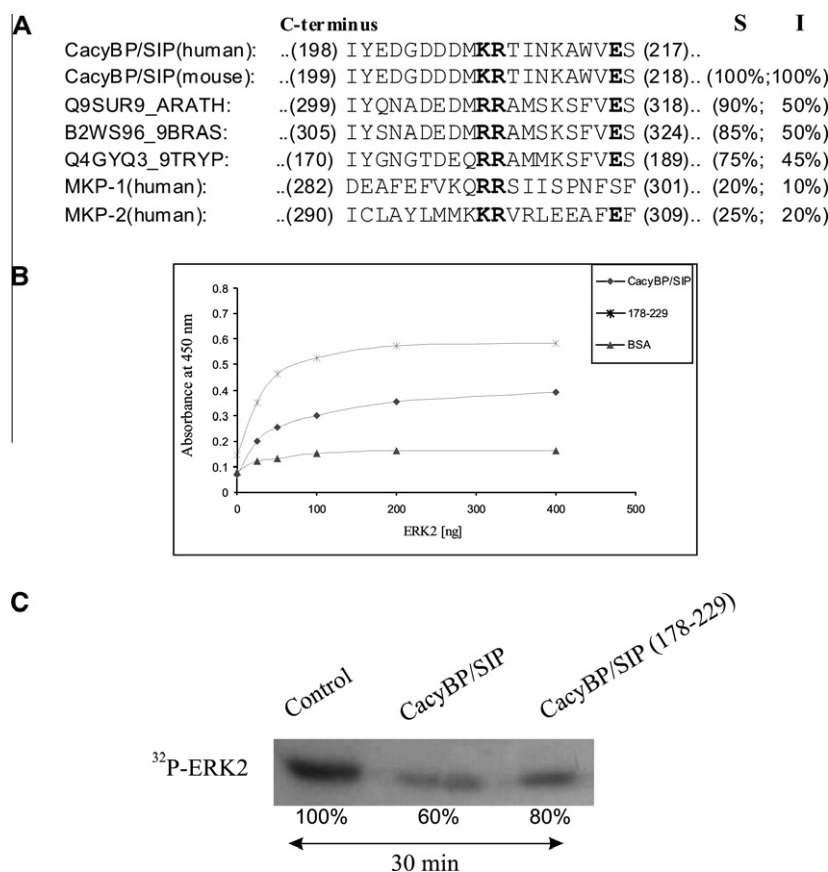 A
C-terminus S I
CacyBP/SIP(human): ..(198) IYEDGDDDMKRTINKAWVES (217)..
CacyBP/SIP(mouse): ..(199) IYEDGDDDMKRTINKAWVES (218) (100%;100%)
Q9SUR9_ARATH: ..(299) IYQNADEDMRRAMSKSFVES (318) (90%; 50%)
B2WS96_9BRAS: ..(305) IYSNADEDMRRAMSKSFVES (324) (85%; 50%)
Q4GYQ3_9TRYP: ..(170) IYGNGTDEQRRAMMKSFVES (189) (75%; 45%)
MKP-1(human): ..(282) DEAFEFVKQRRSIISPNFSF (301).. (20%; 10%)
MKP-2(human): ..(290) ICLAYLMMKKRVRLEEAFEF (309).. (25%; 20%)
B
CacyBP/SIP
178-229
BSA
Absorbance at 450 nm
0.8
0.7
0.6
0.5
0.4
0.3
0.2
0.1
0
0 100 200 300 400 500
ERK2 [ng]
C
Control CacyBP/SIP CacyBP/SIP (178-229)
³²P-ERK2
100% 60% 80%
30 min